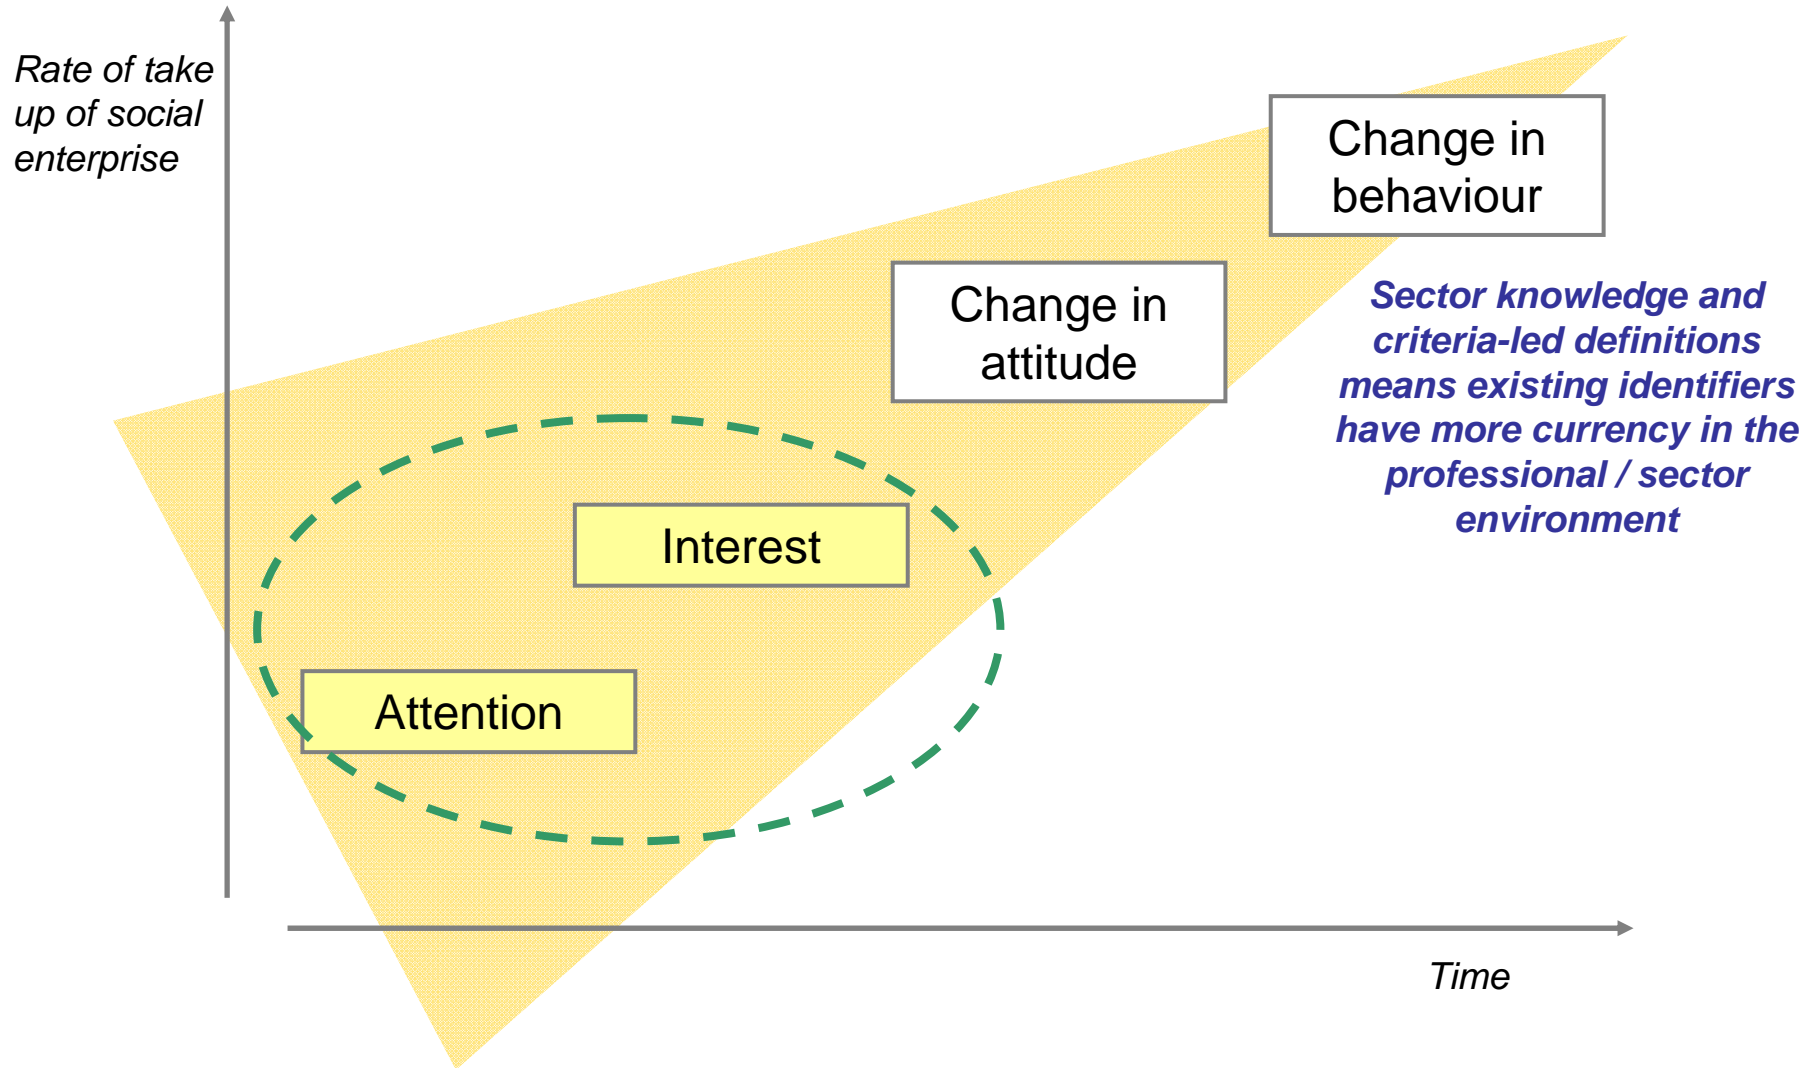 Rate of take
up of social
enterprise
Change in
behaviour
Change in
attitude
Sector knowledge and
criteria-led definitions
means existing identifiers
have more currency in the
professional / sector
environment
Interest
Attention
Time